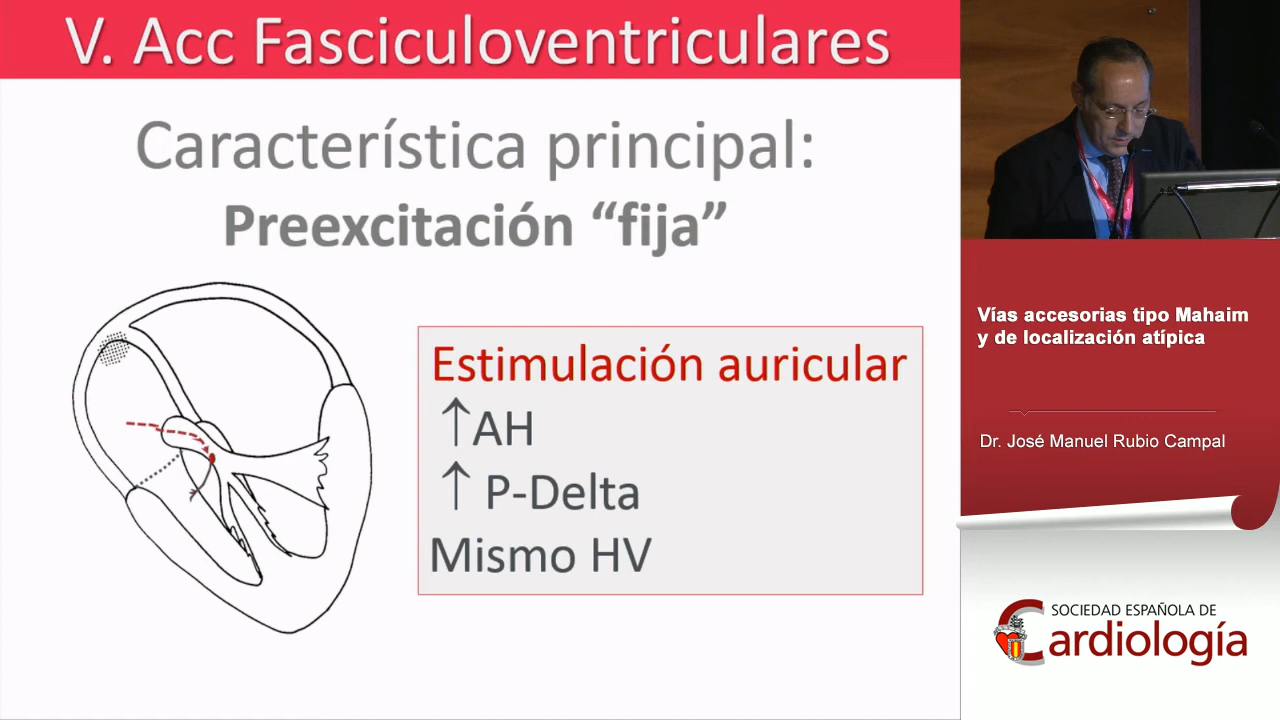 V. Acc Fasciculoventriculares
Característica principal:
Preexcitación “fija”
Estimulación auricular
↑AH
↑ P-Delta
Mismo HV
Vías accesorias tipo Mahaim
y de localización atípica
Dr. José Manuel Rubio Campal
SOCIEDAD ESPAÑOLA DE
Cardiología